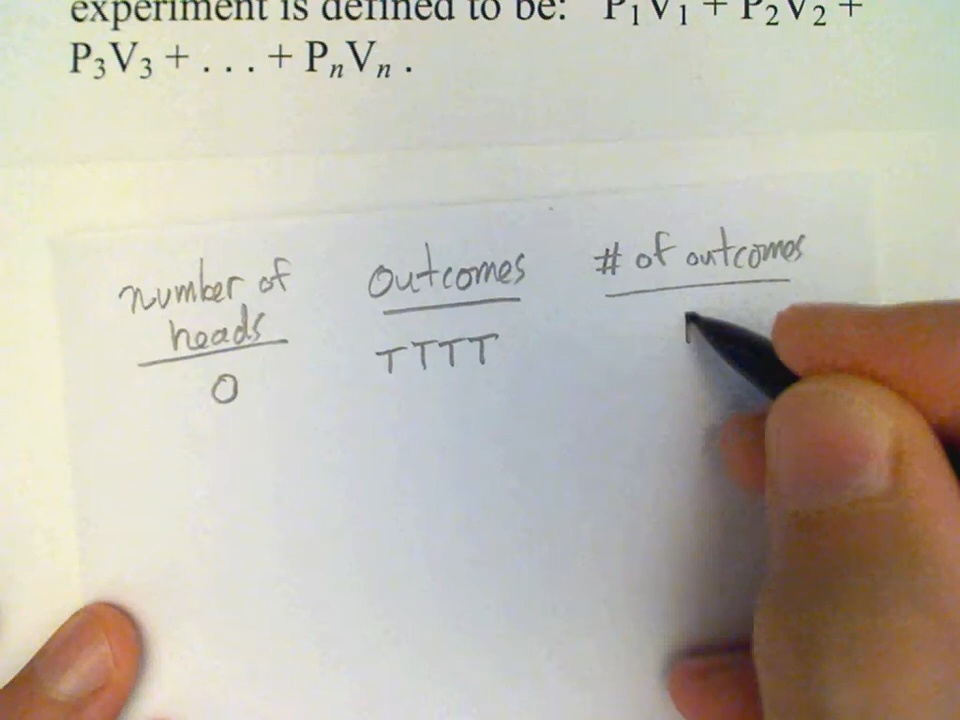 experiment is defined to be: P₁V₁ + P₂V₂ +
P₃V₃ + . . . + PₙVₙ .
number of
heads
outcomes
# of outcomes
0
TTTT